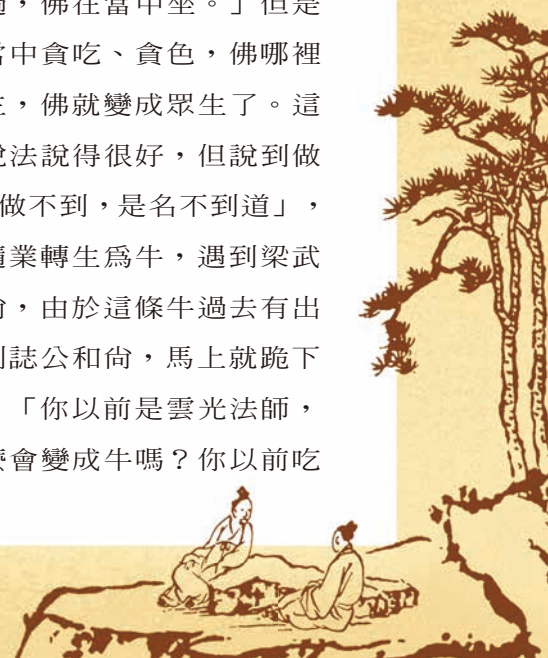 ，佛在當中坐。」但是
當中貪吃、貪色，佛哪裡
，佛就變成眾生了。這
說法說得很好，但說到做
做不到，是名不到道」，
隨業轉生爲牛，遇到梁武
，由於這條牛過去有出
到誌公和尙，馬上就跪下
「你以前是雲光法師，
麼會變成牛嗎？你以前吃